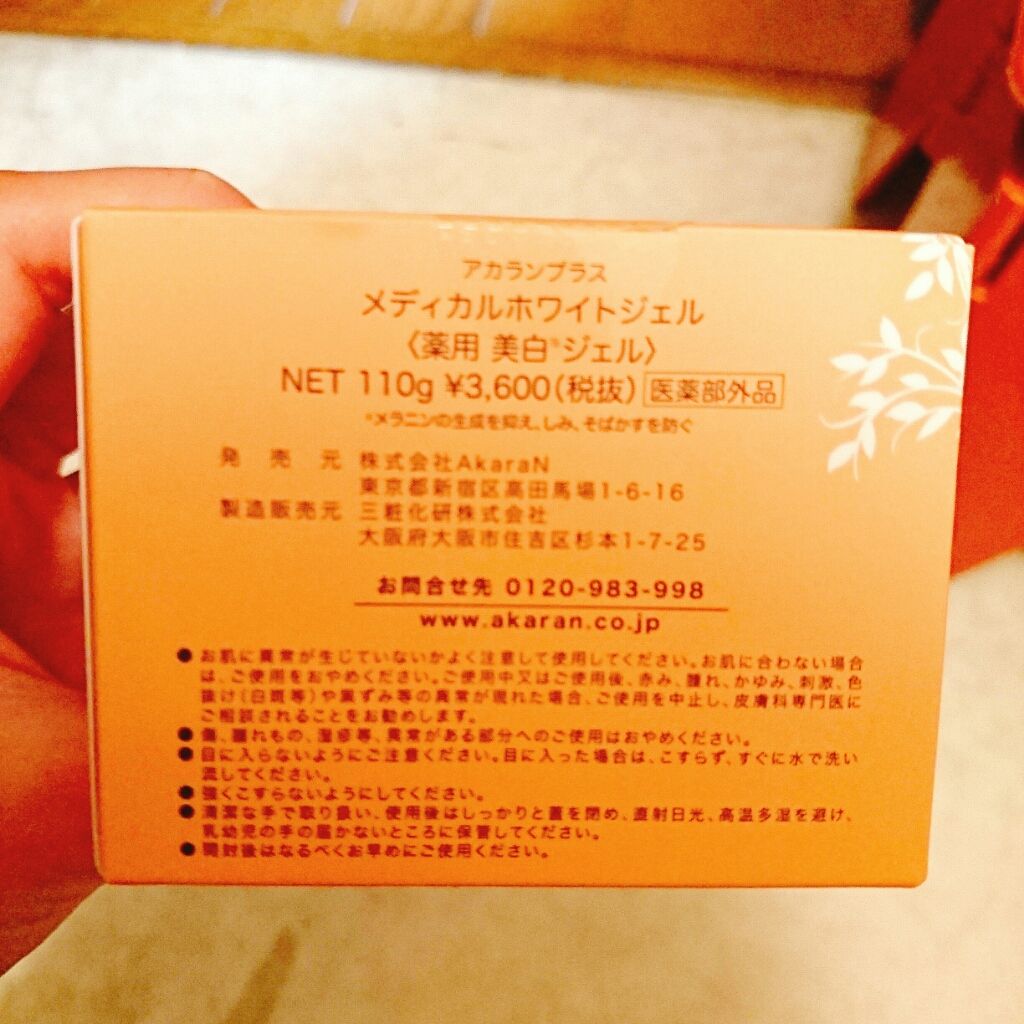 アカランプラス
メディカルホワイトジェル
〈薬用 美白※ジェル〉
NET 110g ¥3,600(税抜) 医薬部外品
※メラニンの生成を抑え、しみ、そばかすを防ぐ
発売元 株式会社AkaraN
東京都新宿区高田馬場1-6-16
製造販売元 三粧化研株式会社
大阪府大阪市住吉区杉本1-7-25
お問合せ先 0120-983-998
www.akaran.co.jp
●お肌に異常が生じていないかよく注意して使用してください。お肌に合わない場合
は、ご使用をおやめください。ご使用中又はご使用後、赤み、腫れ、かゆみ、刺激、色
抜け(白斑等)や黒ずみ等の異常が現れた場合、ご使用を中止し、皮膚科専門医に
ご相談されることをお勧めします。
●傷、腫れもの、湿疹等、異常がある部分へのご使用はおやめください。
●目に入らないようにご注意ください。目に入った場合は、こすらず、すぐに水で洗い
流してください。
●強くこすらないようにしてください。
●清潔な手で取り扱い、使用後はしっかりと蓋を閉め、直射日光、高温多湿を避け、
乳幼児の手の届かないところに保管してください。
●開封後はなるべくお早めにご使用ください。